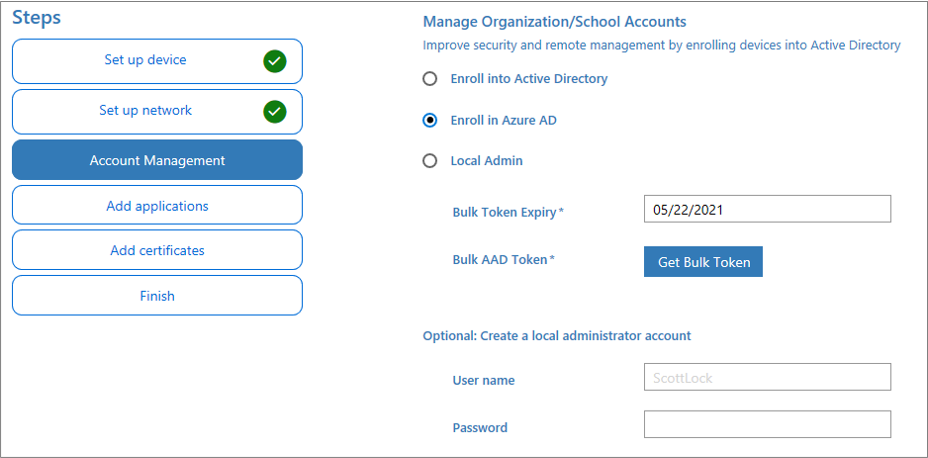 Steps
Set up device
Set up network
Account Management
Add applications
Add certificates
Finish
Manage Organization/School Accounts
Improve security and remote management by enrolling devices into Active Directory
Enroll into Active Directory
Enroll in Azure AD
Local Admin
Bulk Token Expiry* 05/22/2021
Bulk AAD Token* Get Bulk Token
Optional: Create a local administrator account
User name ScottLock
Password